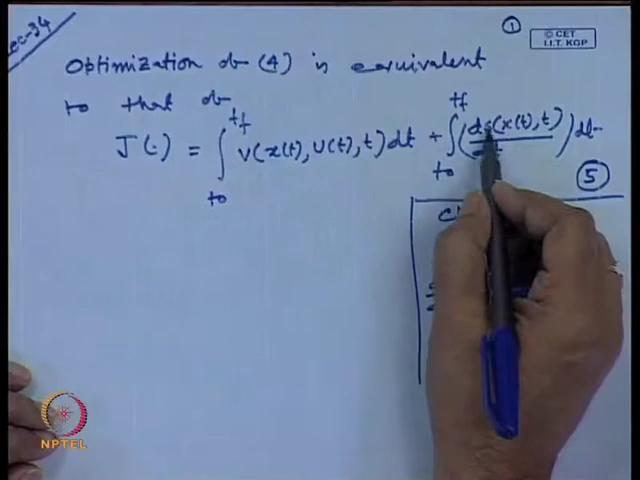 Lec-34
1
© CET
I.I.T. KGP
Optimization of (4) is equivalent
to that of
J(.) = ∫_{t0}^{tf} V(x(t), U(t), t) dt + ∫_{t0}^{tf} (ds(x(t), t)/dt) dt
5
NPTEL